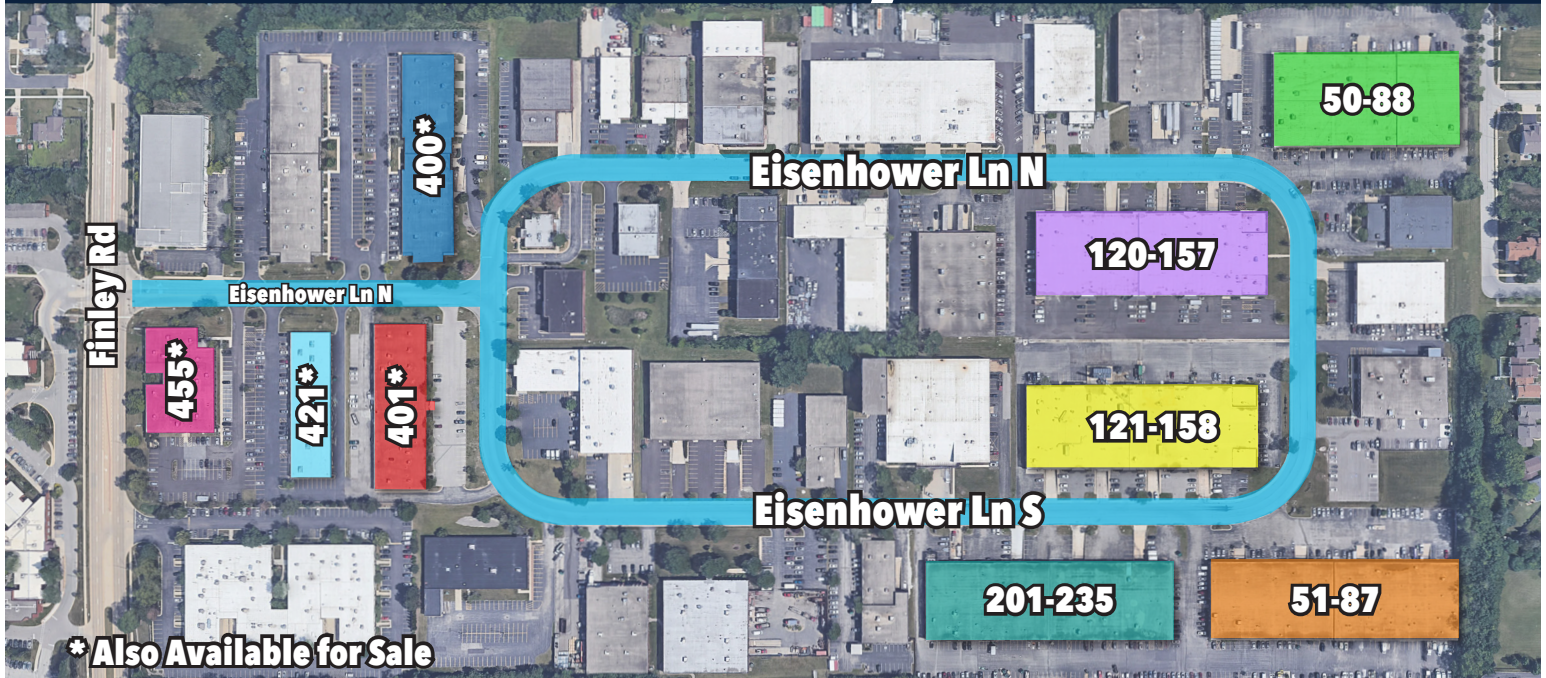 50-88
400*
Eisenhower Ln N
120-157
Finley Rd
Eisenhower Ln N
455*
421*
401*
121-158
Eisenhower Ln S
201-235
51-87
* Also Available for Sale